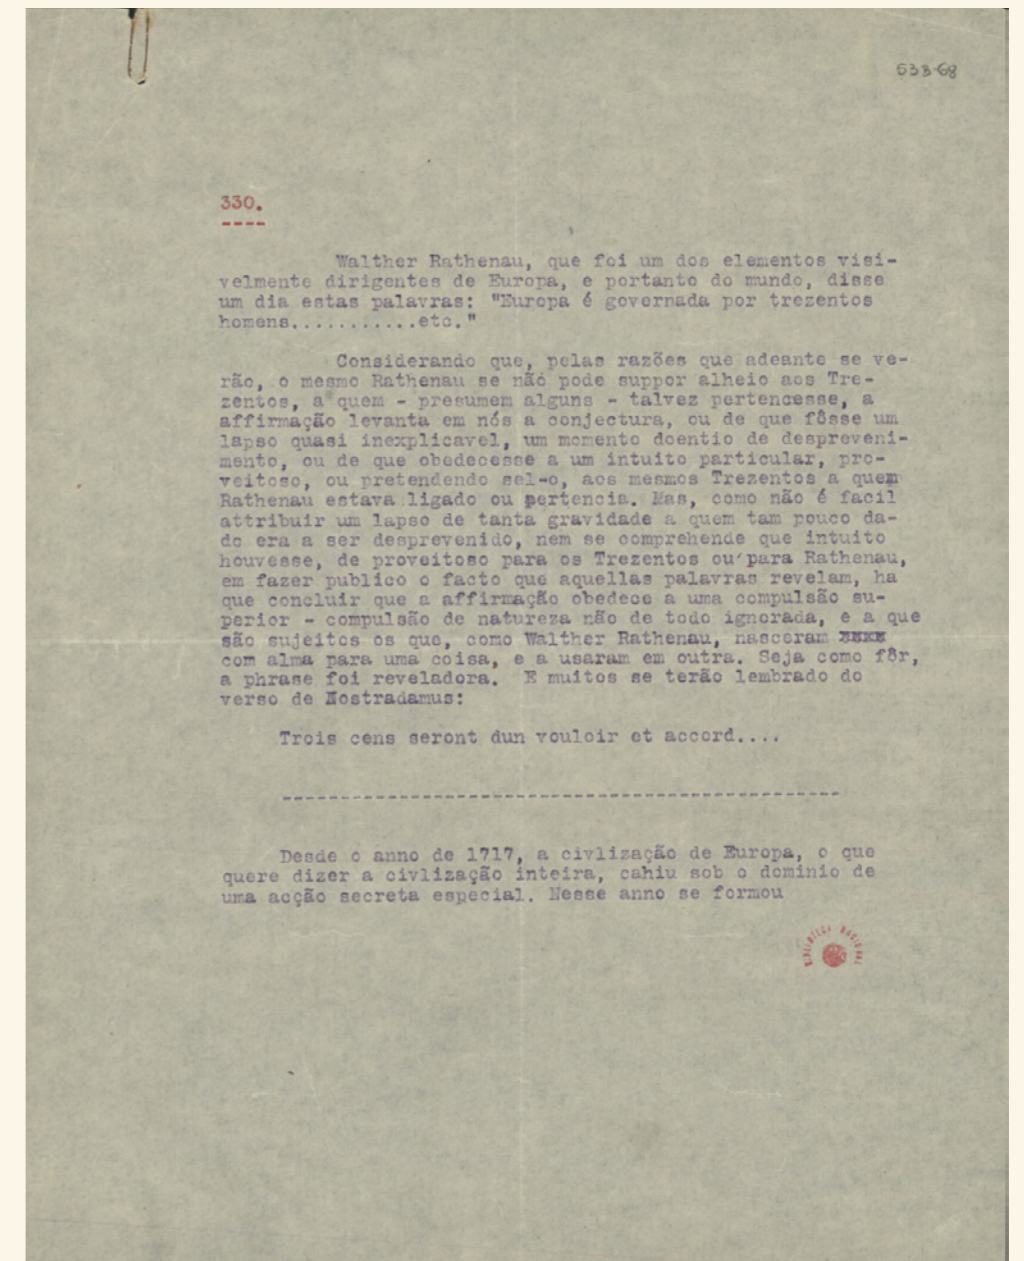 53B-68
330.
Walther Rathenau, que foi um dos elementos visi-
velmente dirigentes de Europa, e portanto do mundo, disse
um dia estas palavras: "Europa é governada por trezentos
homens...........etc."
Considerando que, pelas razões que adeante se ve-
rão, o mesmo Rathenau se não pode suppor alheio aos Tre-
zentos, a quem - presumem alguns - talvez pertencesse, a
affirmação levanta em nós a conjectura, ou de que fôsse um
lapso quasi inexplicavel, um momento doentio de despreveni-
mento, ou de que obedecesse a um intuito particular, pro-
veitoso, ou pretendendo sel-o, aos mesmos Trezentos a quem
Rathenau estava ligado ou pertencia. Mas, como não é facil
attribuir um lapso de tanta gravidade a quem tam pouco da-
do era a ser desprevenido, nem se comprehende que intuito
houvesse, de proveitoso para os Trezentos ou para Rathenau,
em fazer publico o facto que aquellas palavras revelam, ha
que concluir que a affirmação obedece a uma compulsão su-
perior - compulsão de natureza não de todo ignorada, e a que
são sujeitos os que, como Walther Rathenau, nasceram
com alma para uma coisa, e a usaram em outra. Seja como fôr,
a phrase foi reveladora. E muitos se terão lembrado do
verso de Nostradamus:
Trois cens seront dun vouloir et accord....
Desde o anno de 1717, a civlização de Europa, o que
quere dizer a civlização inteira, cahiu sob o dominio de
uma acção secreta especial. Nesse anno se formou
BIBLIOTECA NACIONAL